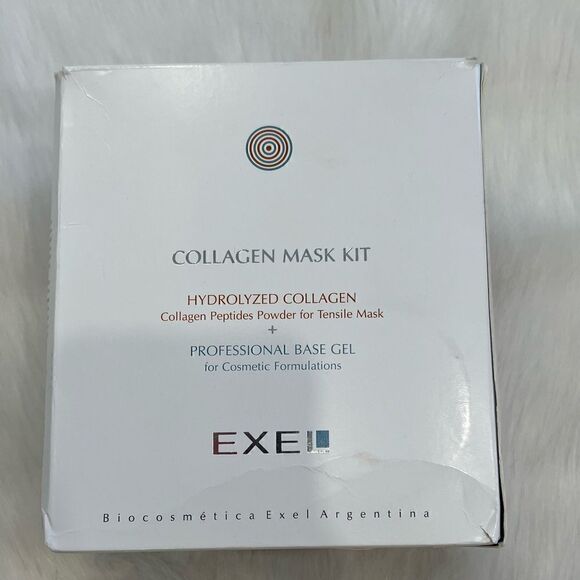 COLLAGEN MASK KIT
HYDROLYZED COLLAGEN
Collagen Peptides Powder for Tensile Mask
+
PROFESSIONAL BASE GEL
for Cosmetic Formulations
EXEL
Biocosmética Exel Argentina